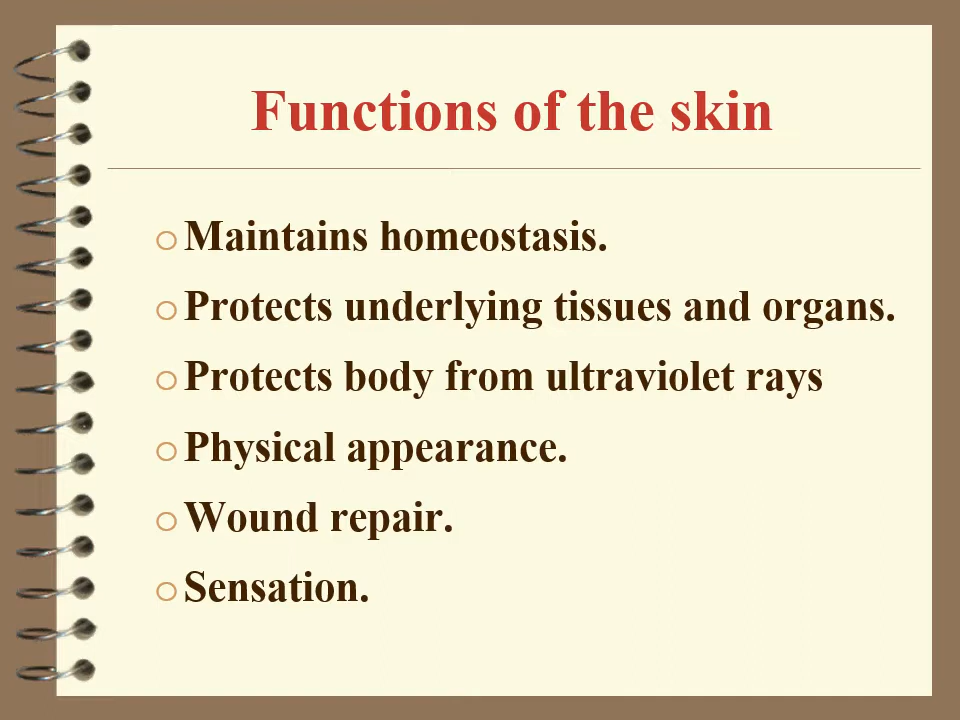 Functions of the skin
Maintains homeostasis.
Protects underlying tissues and organs.
Protects body from ultraviolet rays
Physical appearance.
Wound repair.
Sensation.